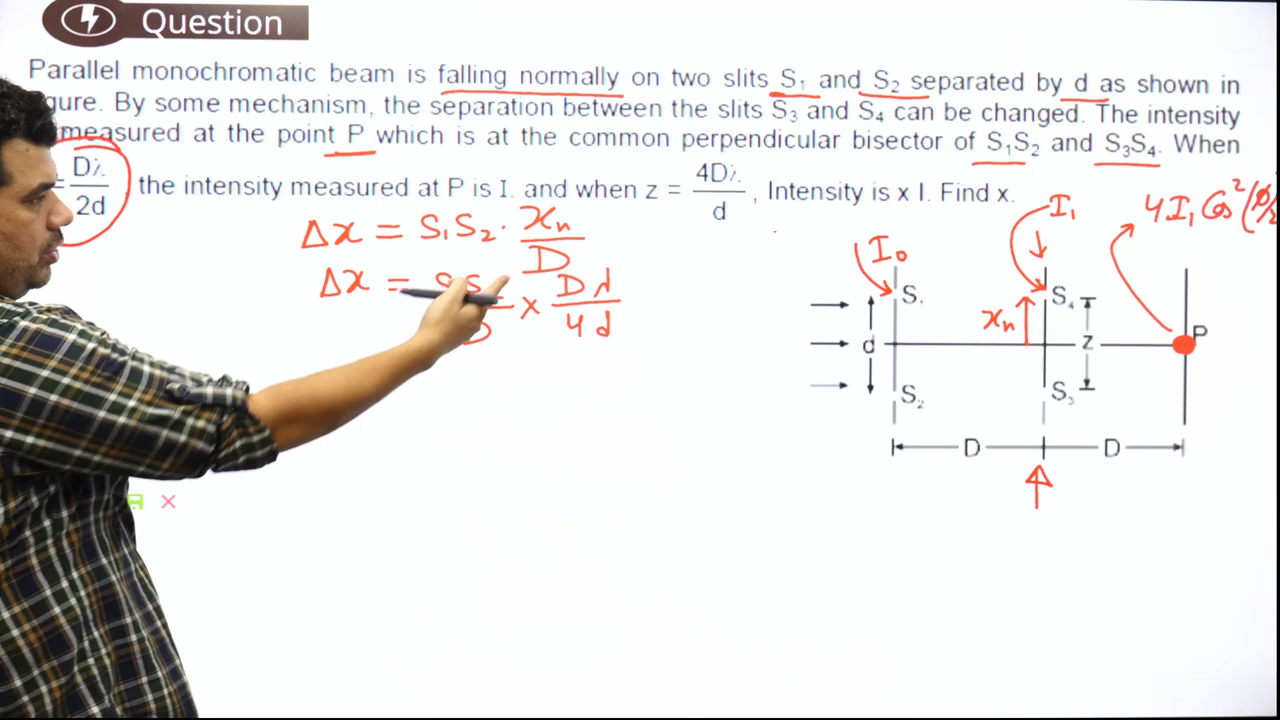 Question
Parallel monochromatic beam is falling normally on two slits S₁ and S₂ separated by d as shown in
gure. By some mechanism, the separation between the slits S₃ and S₄ can be changed. The intensity
measured at the point P which is at the common perpendicular bisector of S₁S₂ and S₃S₄. When
= Dλ/2d, the intensity measured at P is I. and when z = 4Dλ/d, Intensity is x I. Find x.
Δx = S₁S₂ · xₙ/D
Δx = × Dλ/4d
I₀
I₁
4I₁ Cos²(ϕ/2
S₁
S₄
xₙ
d
z
P
S₂
S₃
D
D